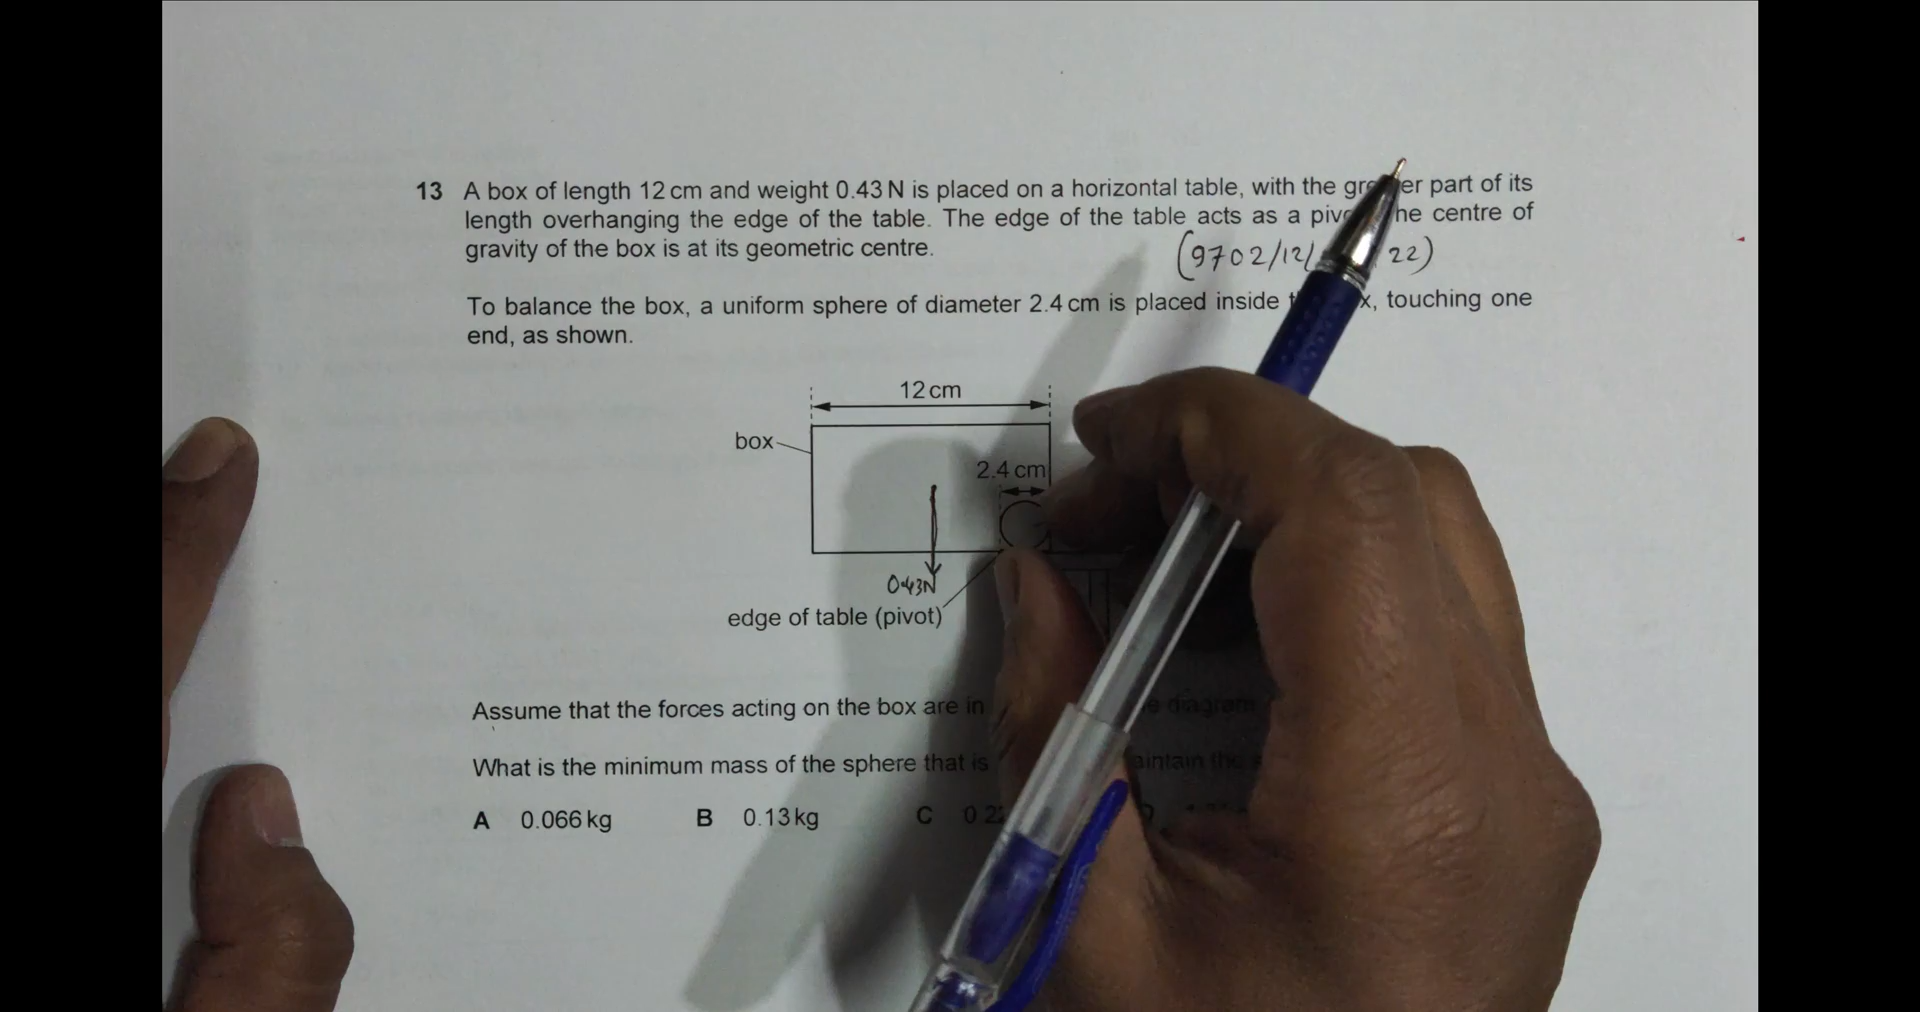 13 A box of length 12 cm and weight 0.43 N is placed on a horizontal table, with the part of its
length overhanging the edge of the table. The edge of the table acts as a centre of
gravity of the box is at its geometric centre.
(9702/12/ 22)
To balance the box, a uniform sphere of diameter 2.4 cm is placed inside touching one
end, as shown.
12 cm
box
2.4 cm
0.43N
edge of table (pivot)
Assume that the forces acting on the box are in diagram
What is the minimum mass of the sphere that is
A 0.066 kg B 0.13 kg C